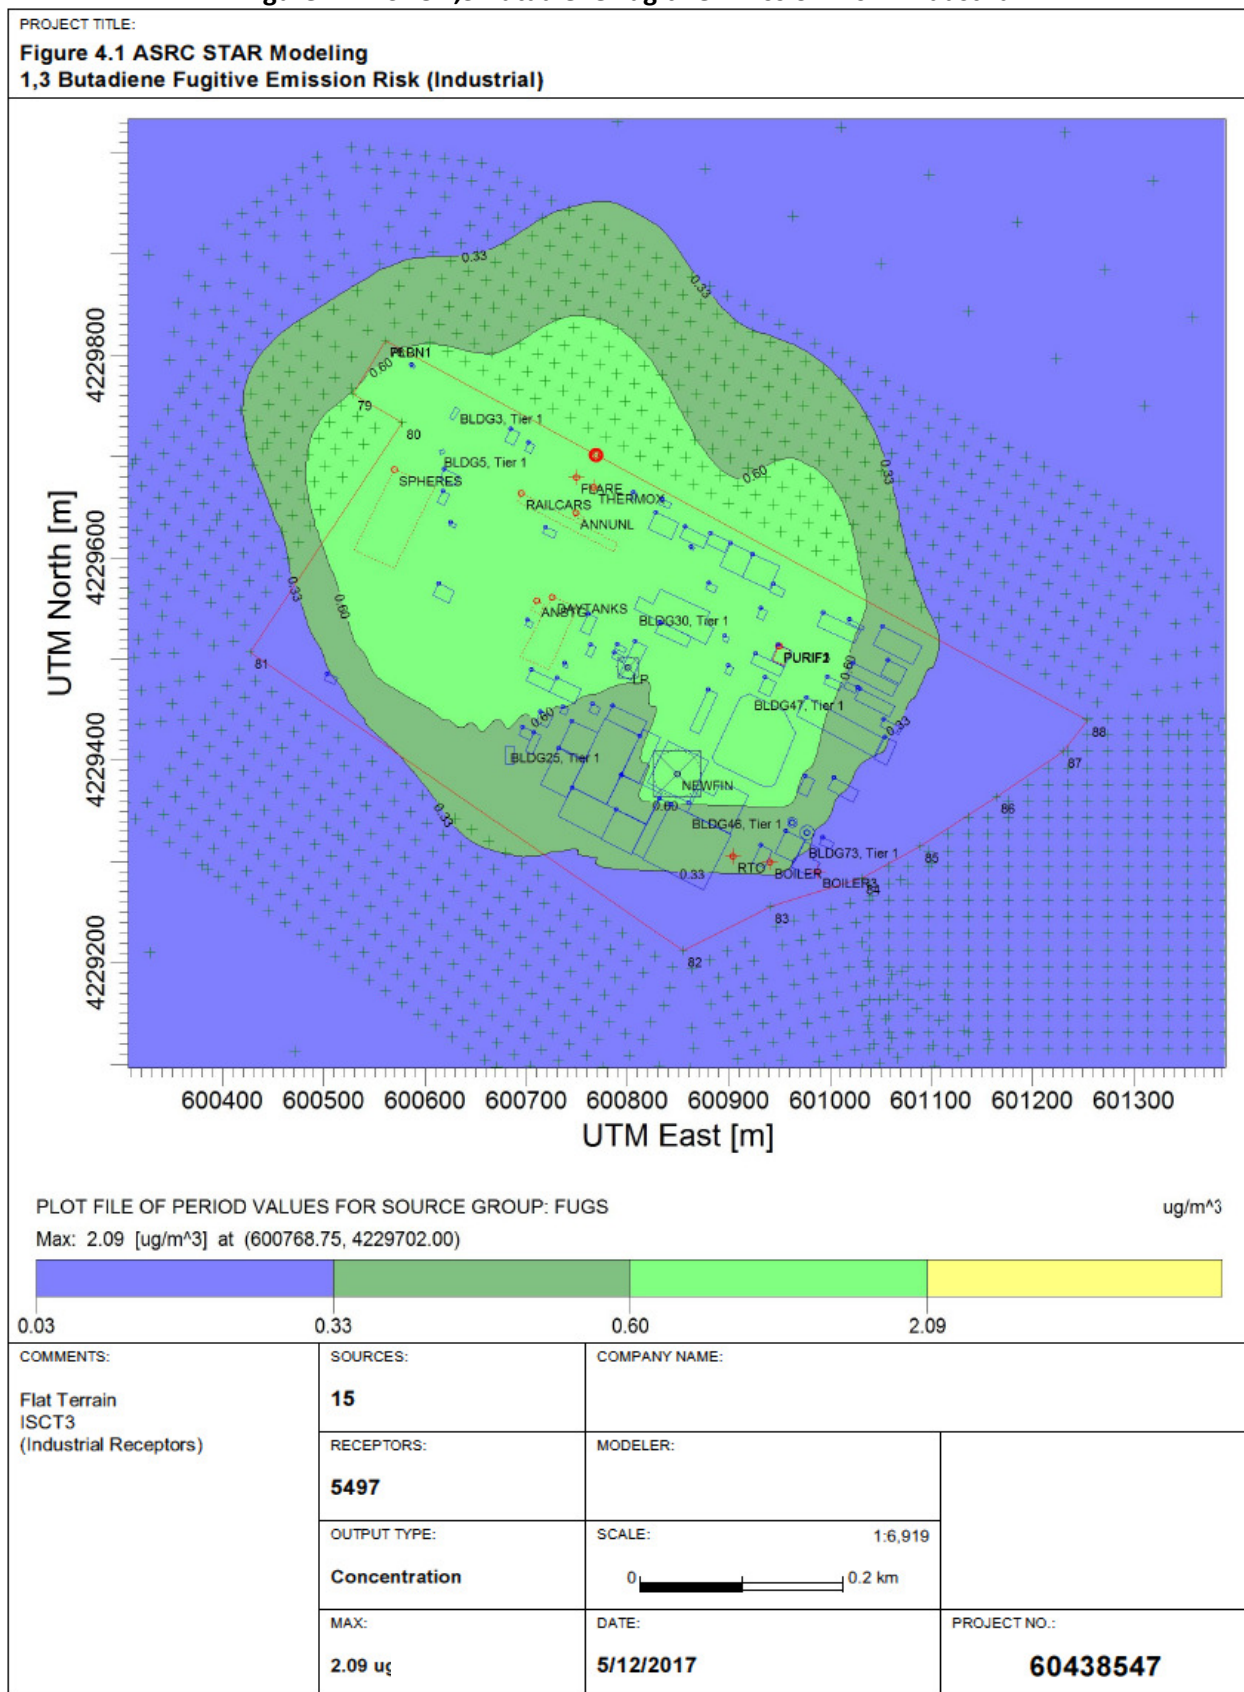 PROJECT TITLE:
Figure 4.1 ASRC STAR Modeling
1,3 Butadiene Fugitive Emission Risk (Industrial)
UTM North [m]
4229800
4229600
4229400
4229200
0.33
0.33
0.60
79
80
BLDG3, Tier 1
BLDG5, Tier 1
SPHERES
FLARE
THERMOX
RAILCARS
ANNUNL
0.60
0.33
0.33
0.60
DAYTANKS
BLDG30, Tier 1
81
LP
PURIF2
0.60
BLDG47, Tier 1
0.33
0.60
88
BLDG25, Tier 1
87
NEWFIN
0.33
0.60
86
BLDG46, Tier 1
BLDG73, Tier 1
85
RTO
BOILER
0.33
BOILER3
84
83
82
600400 600500 600600 600700 600800 600900 601000 601100 601200 601300
UTM East [m]
PLOT FILE OF PERIOD VALUES FOR SOURCE GROUP: FUGS
ug/m^3
Max: 2.09 [ug/m^3] at (600768.75, 4229702.00)
0.03 0.33 0.60 2.09
COMMENTS:
Flat Terrain
ISCT3
(Industrial Receptors)
SOURCES:
15
COMPANY NAME:
RECEPTORS:
5497
MODELER:
OUTPUT TYPE:
Concentration
SCALE:
1:6,919
0 0.2 km
MAX:
2.09
DATE:
5/12/2017
PROJECT NO.:
60438547